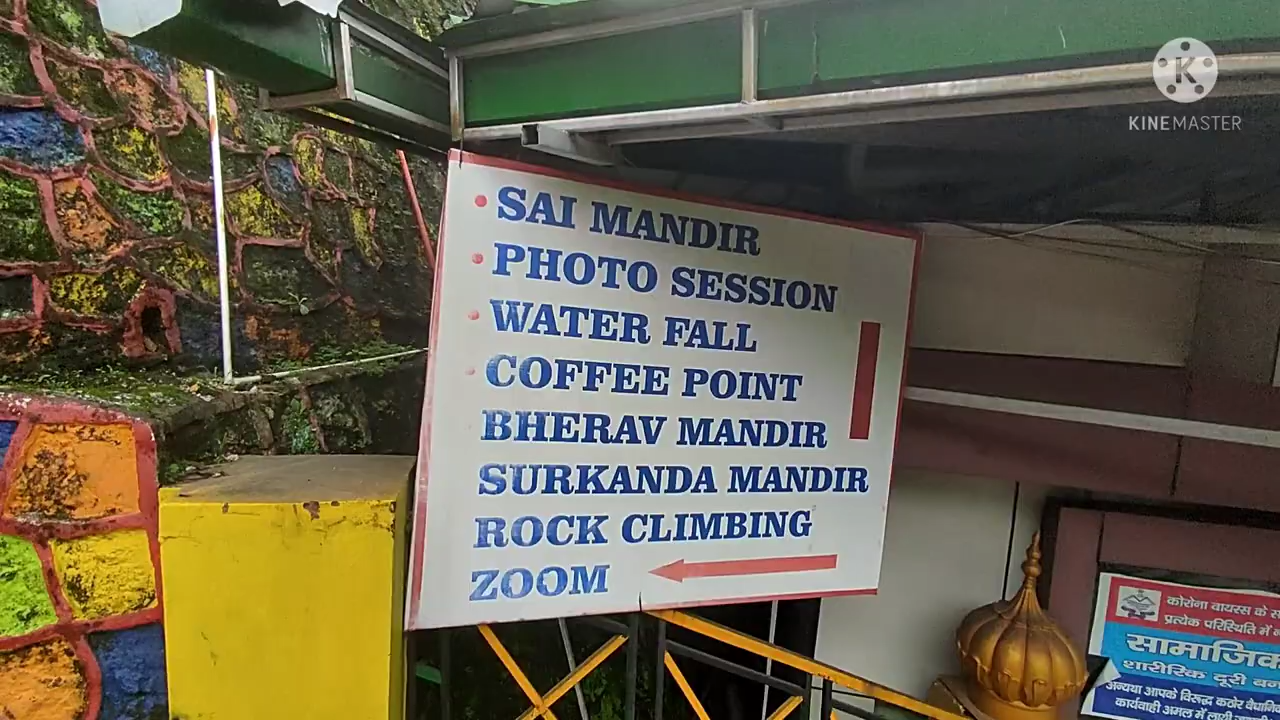 KINEMASTER
SAI MANDIR
PHOTO SESSION
WATER FALL
COFFEE POINT
BHERAV MANDIR
SURKANDA MANDIR
ROCK CLIMBING
ZOOM
कोरोना वायरस के
प्रत्येक परिस्थिति में
सामाजिक
शारीरिक दूरी
अन्यथा आपके विरुद्ध कठोर
कार्यवाही अमल में